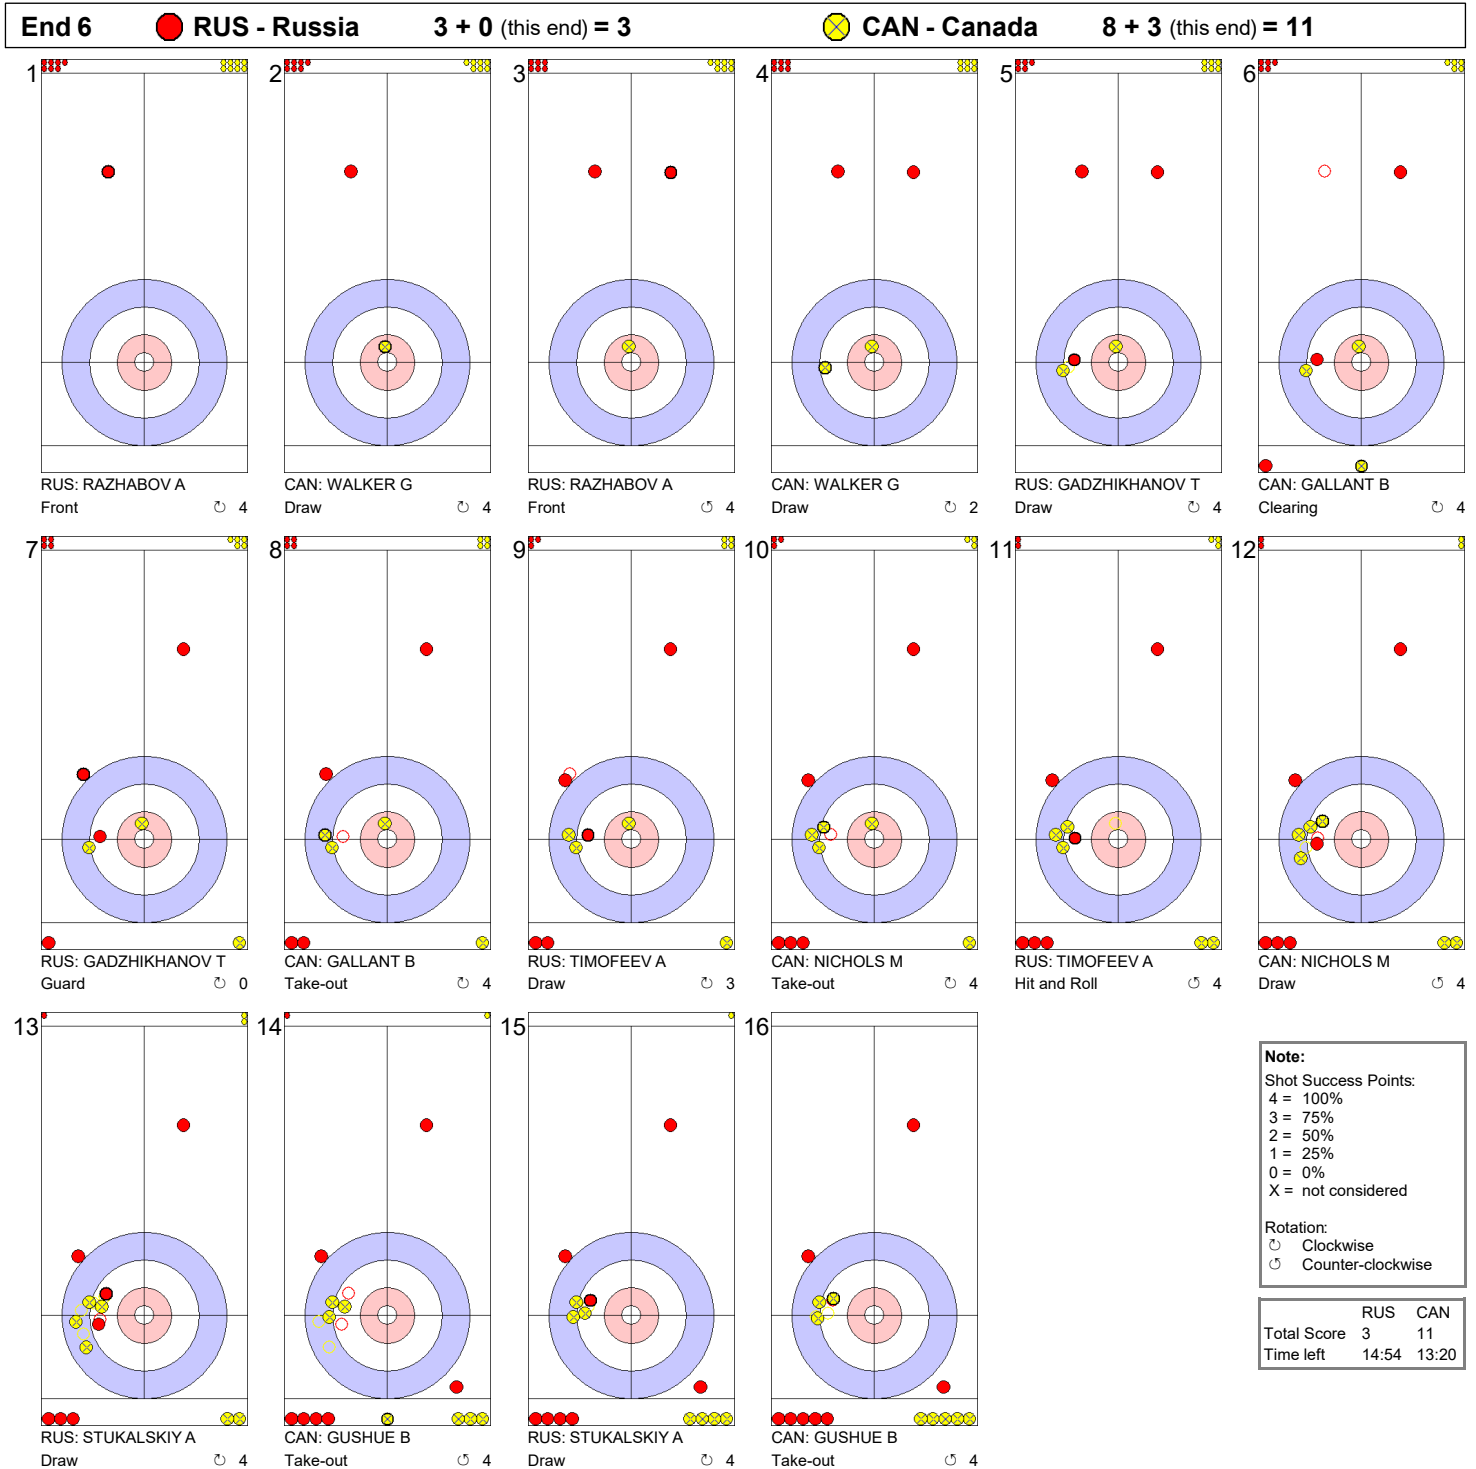 End 6 RUS - Russia 3 + 0 (this end) = 3 CAN - Canada 8 + 3 (this end) = 11
1 2 3 4 5 6
RUS: RAZHABOV A CAN: WALKER G RUS: RAZHABOV A CAN: WALKER G RUS: GADZHIKHANOV T CAN: GALLANT B
Front ↻ 4 Draw ↻ 4 Front ↺ 4 Draw ↻ 2 Draw ↻ 4 Clearing ↻ 4
7 8 9 10 11 12
RUS: GADZHIKHANOV T CAN: GALLANT B RUS: TIMOFEEV A CAN: NICHOLS M RUS: TIMOFEEV A CAN: NICHOLS M
Guard ↻ 0 Take-out ↻ 4 Draw ↻ 3 Take-out ↺ 4 Hit and Roll ↺ 4 Draw ↺ 4
13 14 15 16
RUS: STUKALSKIY A CAN: GUSHUE B RUS: STUKALSKIY A CAN: GUSHUE B
Draw ↻ 4 Take-out ↺ 4 Draw ↻ 4 Take-out ↺ 4
Note:
Shot Success Points:
4 = 100%
3 = 75%
2 = 50%
1 = 25%
0 = 0%
X = not considered
Rotation:
↻ Clockwise
↺ Counter-clockwise
RUS CAN
Total Score 3 11
Time left 14:54 13:20